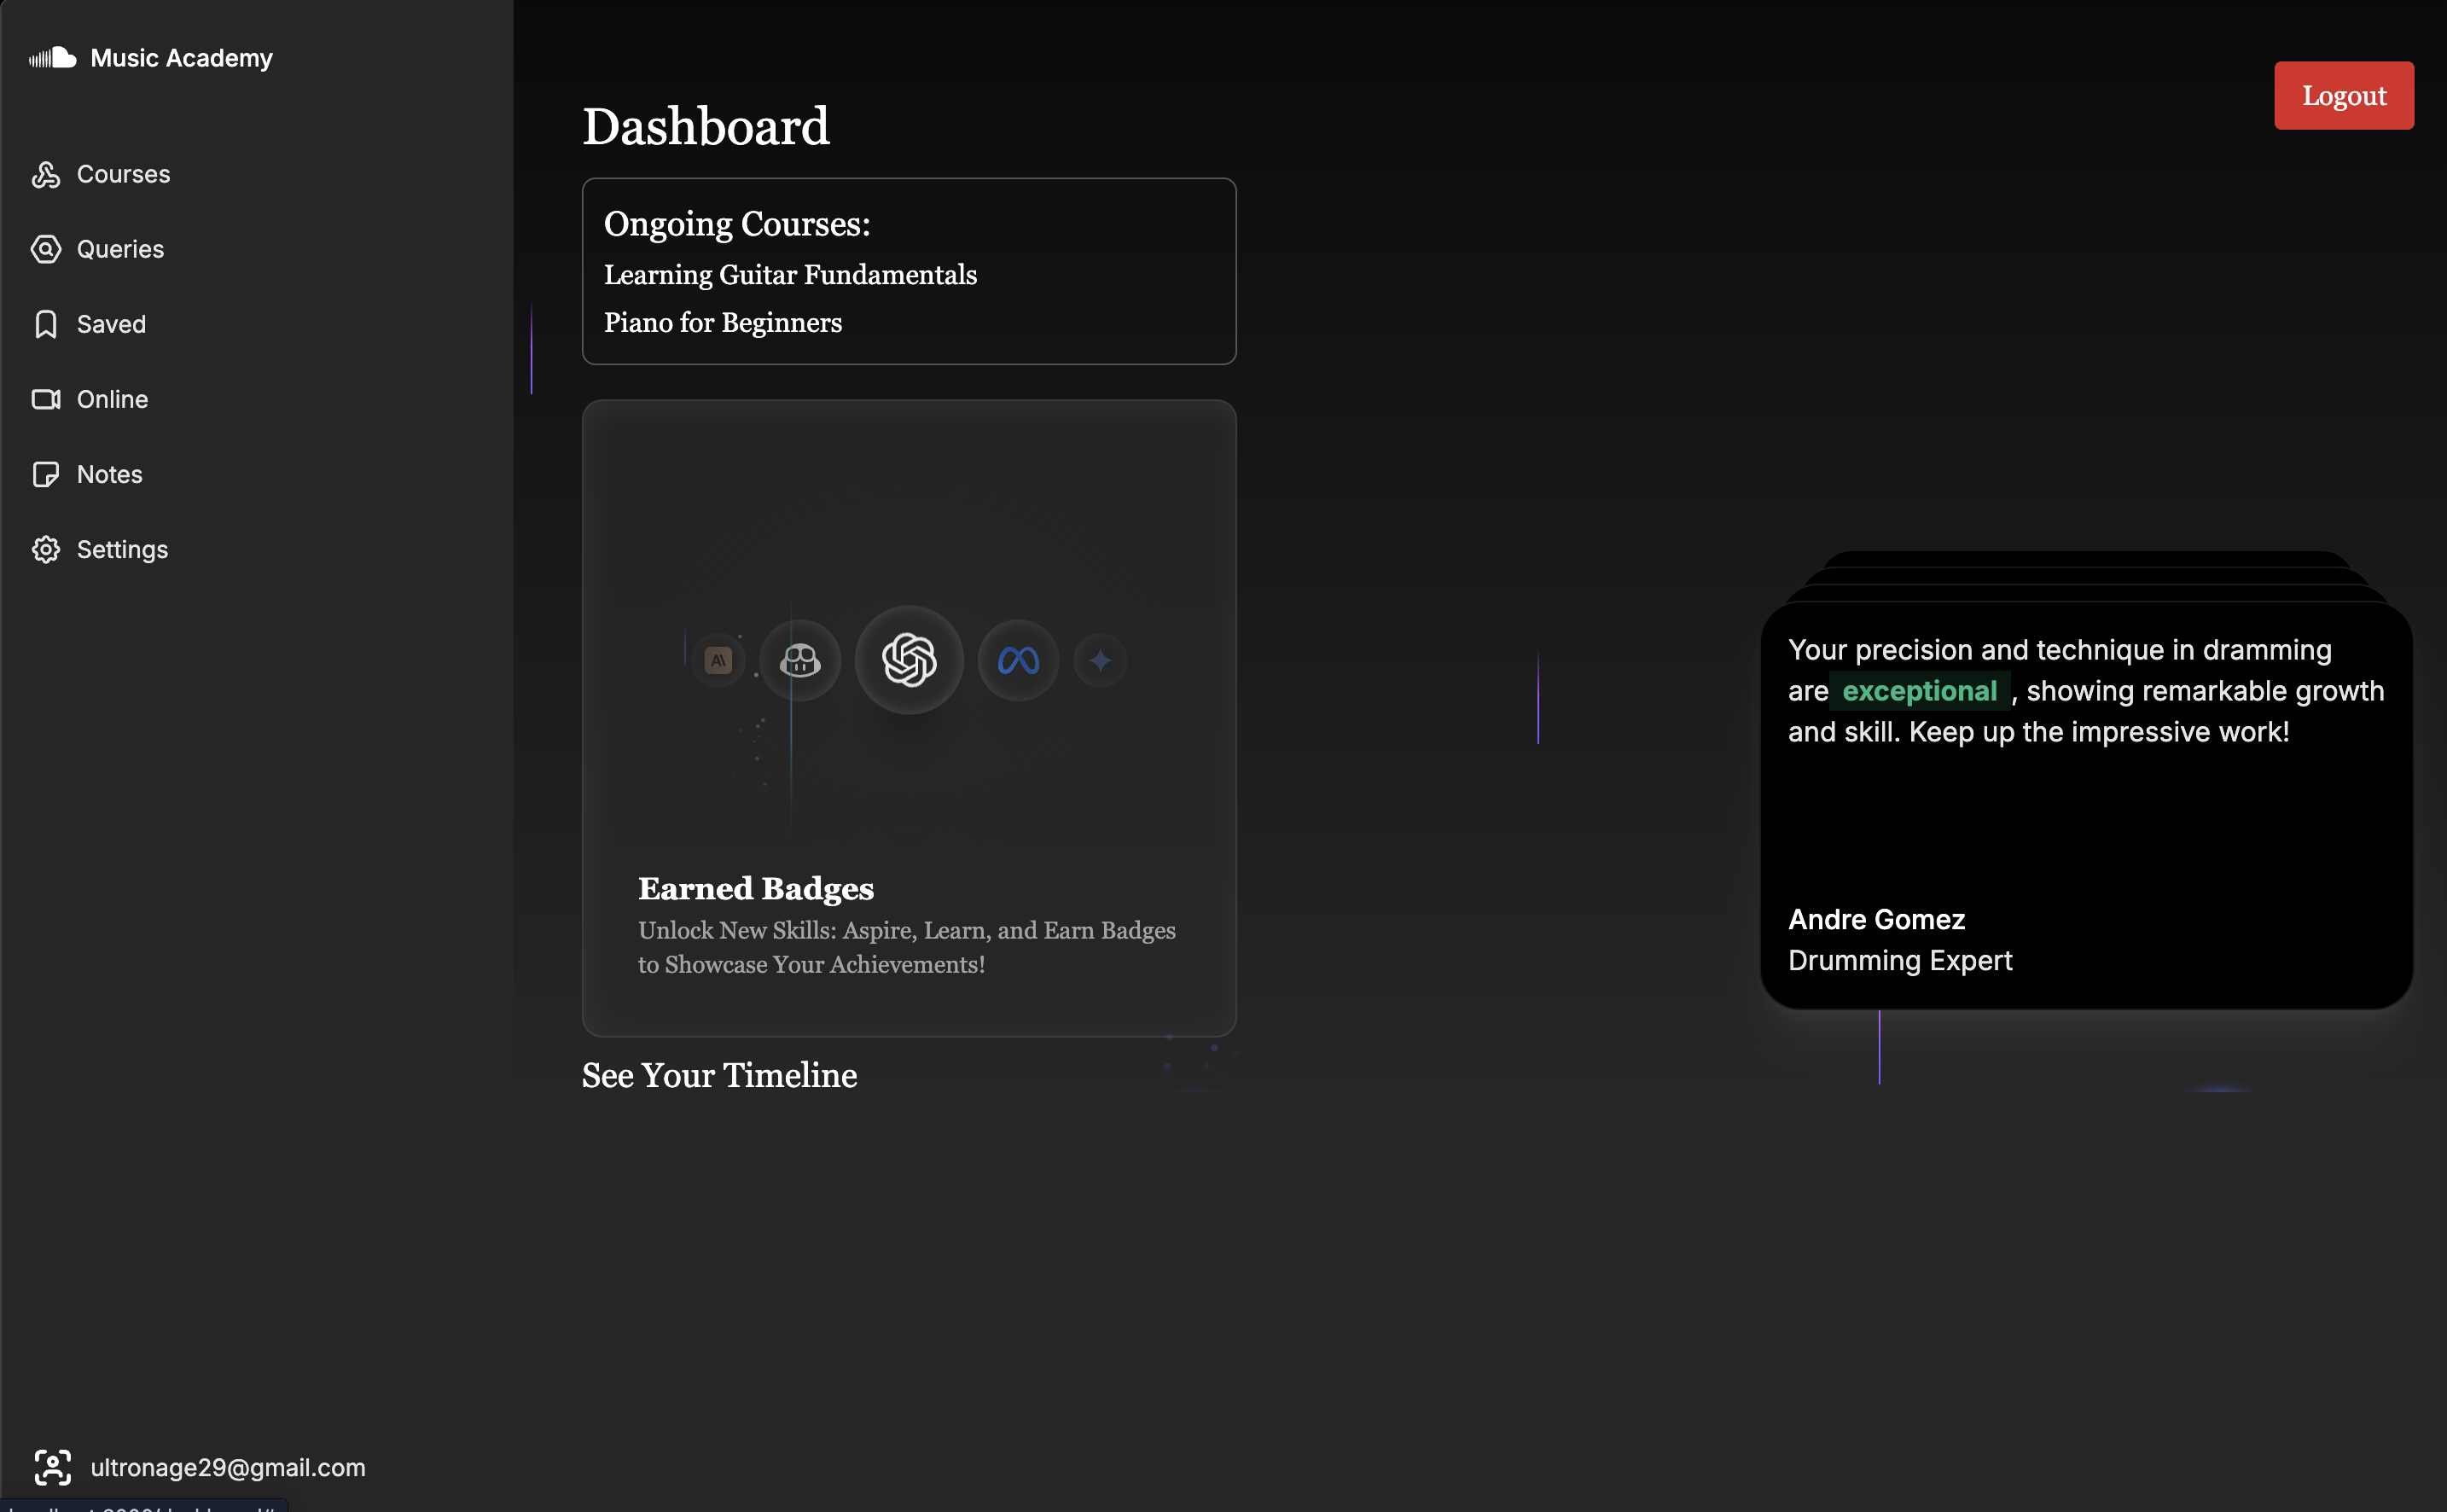 Music Academy
Courses
Queries
Saved
Online
Notes
Settings
ultronage29@gmail.com
Logout
Dashboard
Ongoing Courses:
Learning Guitar Fundamentals
Piano for Beginners
Earned Badges
Unlock New Skills: Aspire, Learn, and Earn Badges
to Showcase Your Achievements!
See Your Timeline
Your precision and technique in dramming
are exceptional , showing remarkable growth
and skill. Keep up the impressive work!
Andre Gomez
Drumming Expert